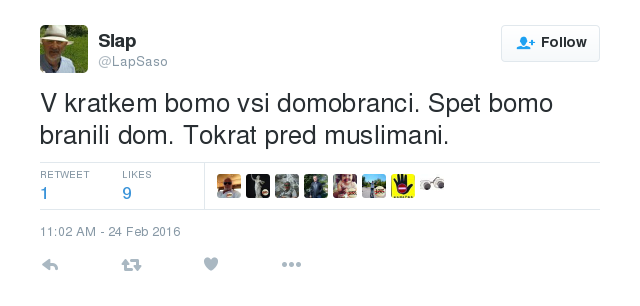 Slap
@LapSaso
Follow
V kratkem bomo vsi domobranci. Spet bomo
branili dom. Tokrat pred muslimani.
RETWEET LIKES
1 9
11:02 AM - 24 Feb 2016